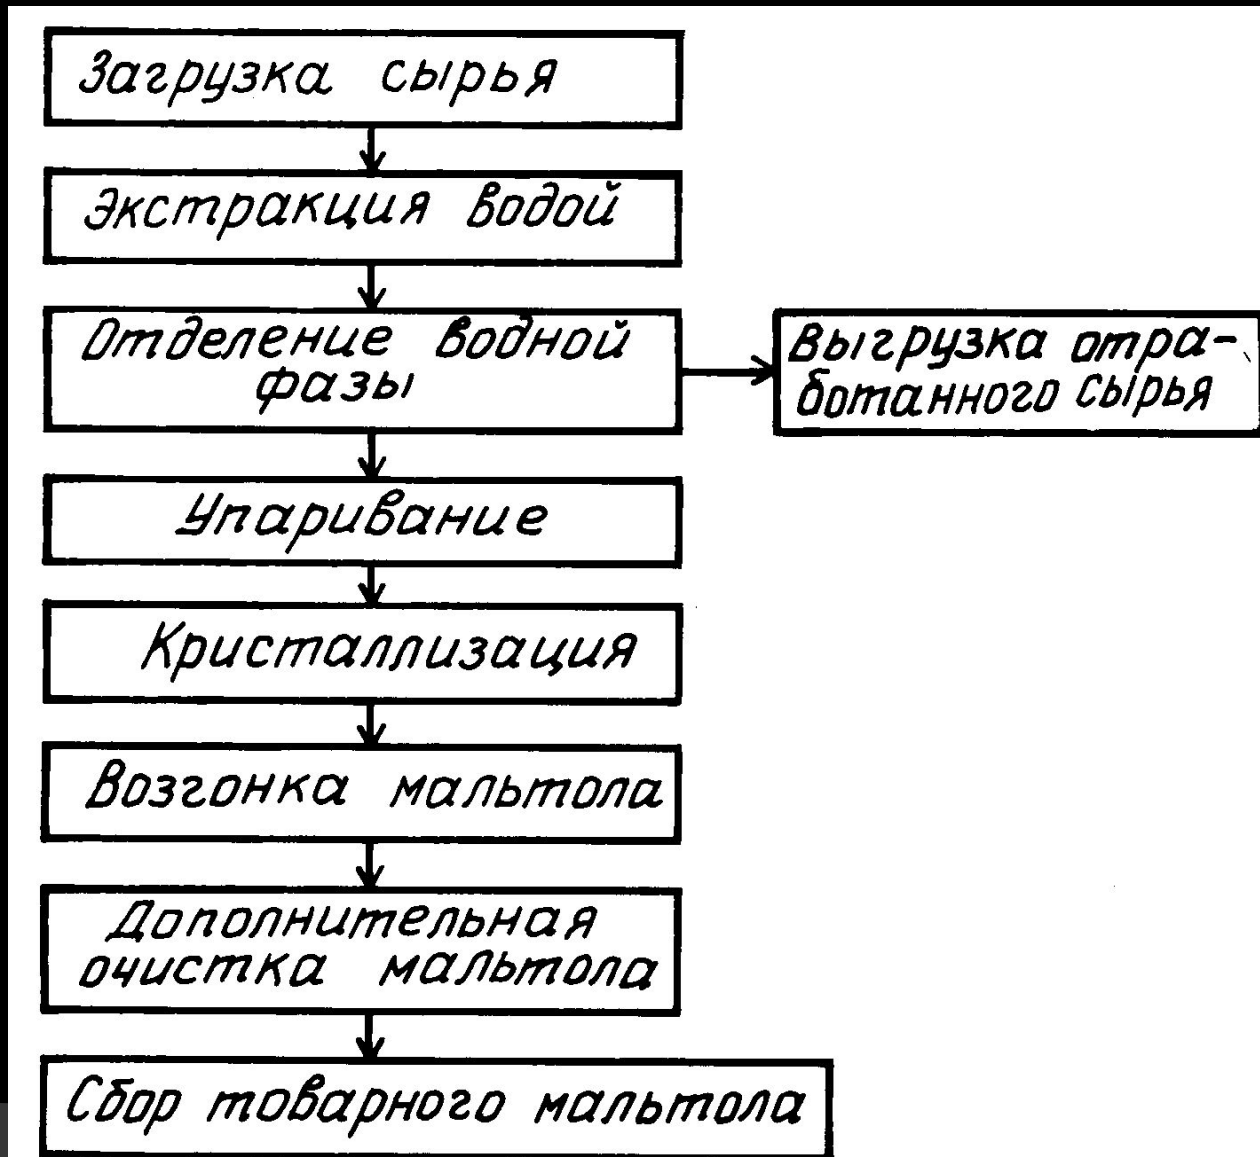 Загрузка сырья
Экстракция водой
Отделение водной
фазы
Выгрузка отра-
ботанного сырья
Упаривание
Кристаллизация
Возгонка мальтола
Дополнительная
очистка мальтола
Сбор товарного мальтола